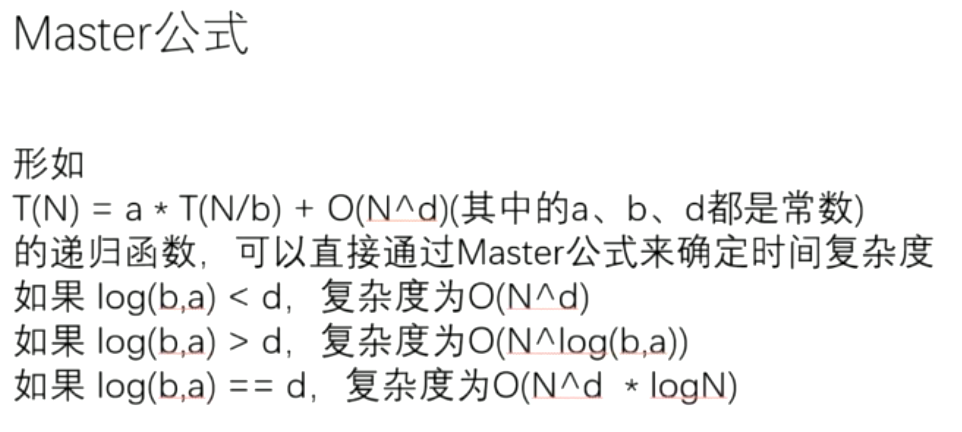 Master公式
形如
T(N) = a * T(N/b) + O(N^d)(其中的a、b、d都是常数)
的递归函数，可以直接通过Master公式来确定时间复杂度
如果 log(b,a) < d，复杂度为O(N^d)
如果 log(b,a) > d，复杂度为O(N^log(b,a))
如果 log(b,a) == d，复杂度为O(N^d * logN)